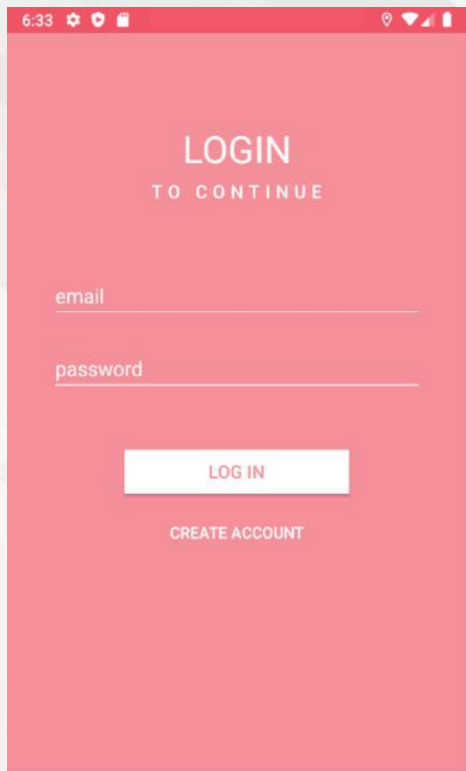 6:33
LOGIN
TO CONTINUE
email
password
LOG IN
CREATE ACCOUNT